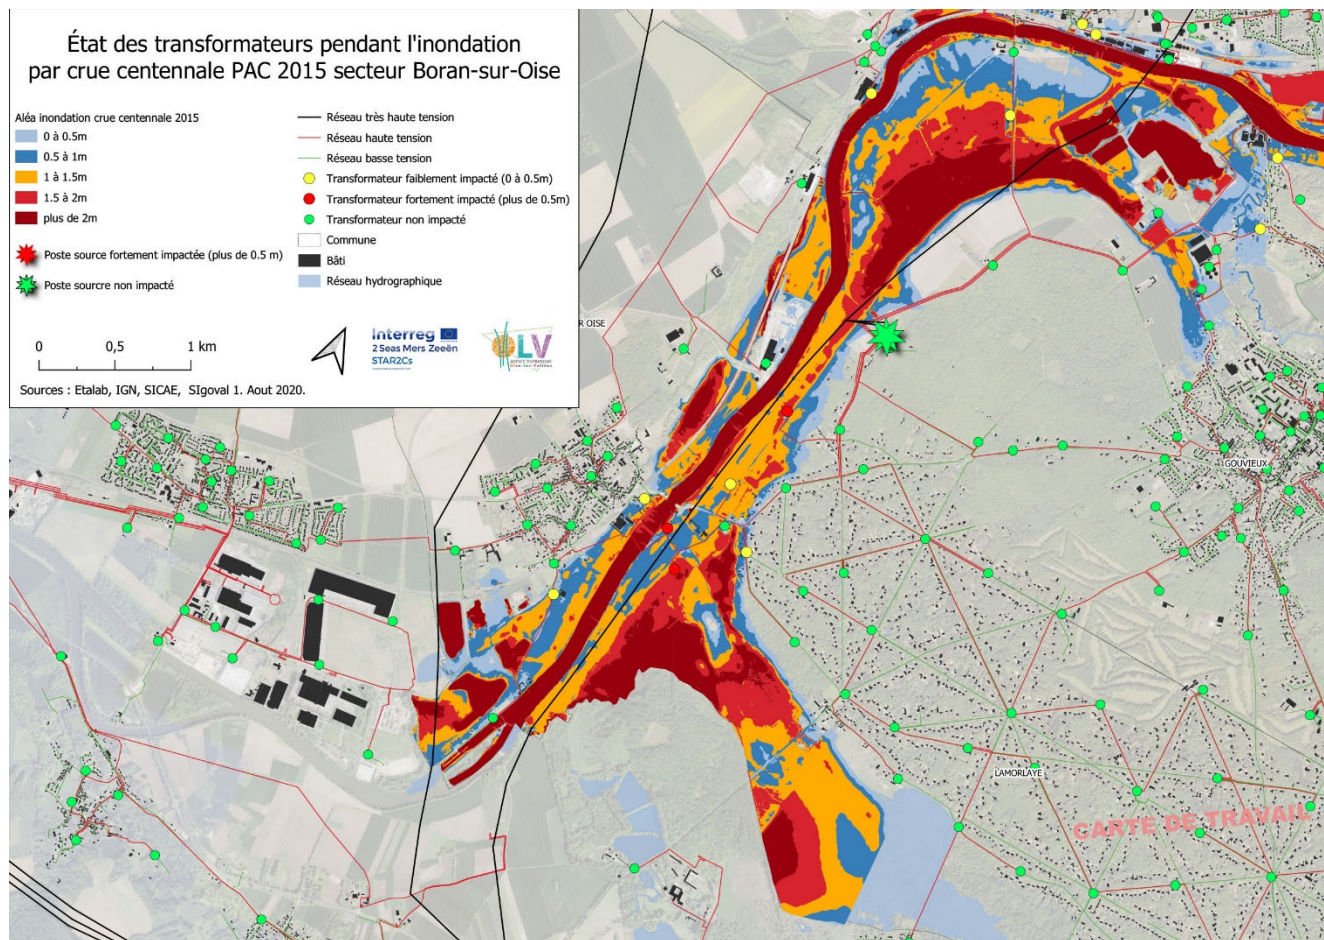 État des transformateurs pendant l'inondation
par crue centennale PAC 2015 secteur Boran-sur-Oise
Aléa inondation crue centennale 2015
0 à 0.5m
0.5 à 1m
1 à 1.5m
1.5 à 2m
plus de 2m
Poste source fortement impactée (plus de 0.5 m)
Poste sourcre non impacté
Réseau très haute tension
Réseau haute tension
Réseau basse tension
Transformateur faiblement impacté (0 à 0.5m)
Transformateur fortement impacté (plus de 0.5m)
Transformateur non impacté
Commune
Bâti
Réseau hydrographique
0 0,5 1 km
Interreg
2 Seas Mers Zeeën
STAR2Cs
OLV
Sources : Etalab, IGN, SICAE, SIgoval 1. Aout 2020.
R OISE
GOUVIEUX
LAMORLAYE
CARTE DE TRAVAIL